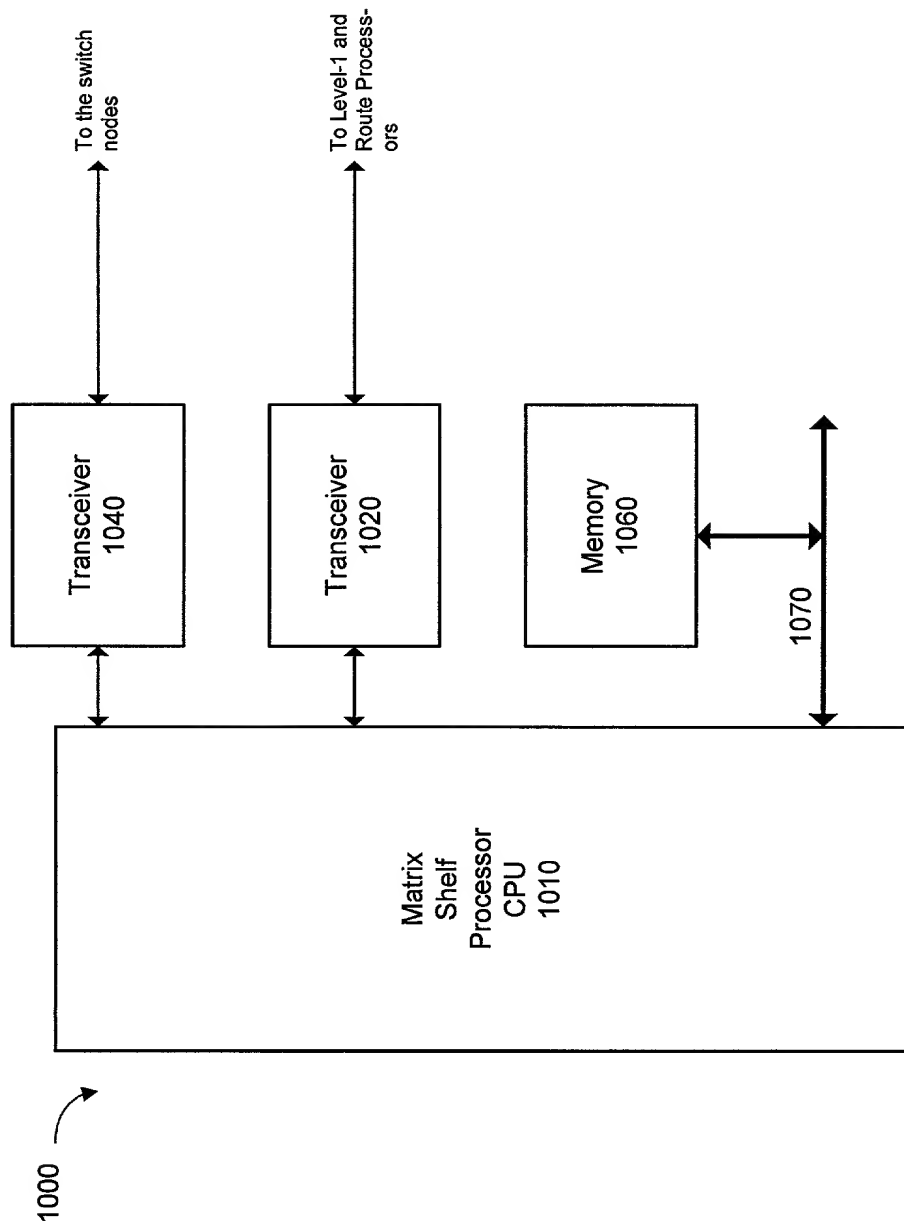 To the switch
nodes
To Level-1 and
Route Process-
ors
Transceiver
1040
Transceiver
1020
Memory
1060
1070
Matrix
Shelf
Processor
CPU
1010
1000